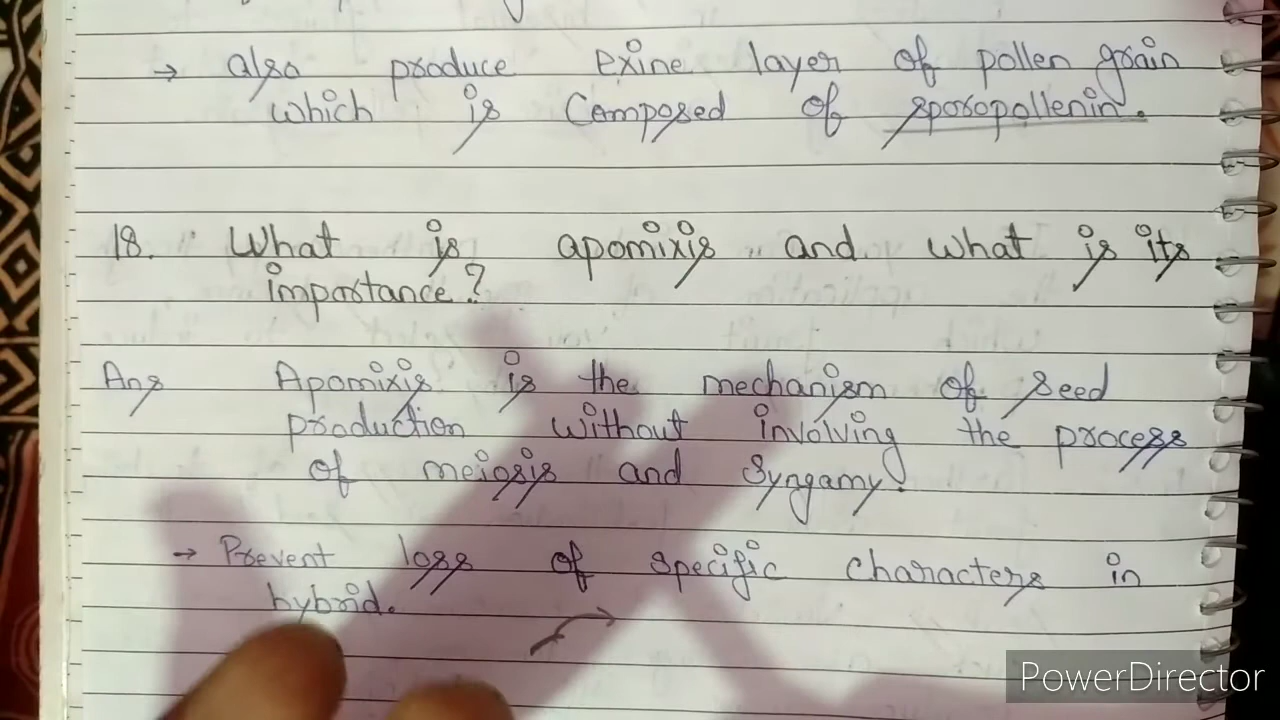 → also produce exine layer of pollen grain
which is Composed of sporopollenin.
18. What is apomixis and what is its
importance?
Ans Apomixis is the mechanism of seed
production without involving the process
of meiosis and syngamy.
→ Prevent loss of specific characters in
hybrid.
PowerDirector